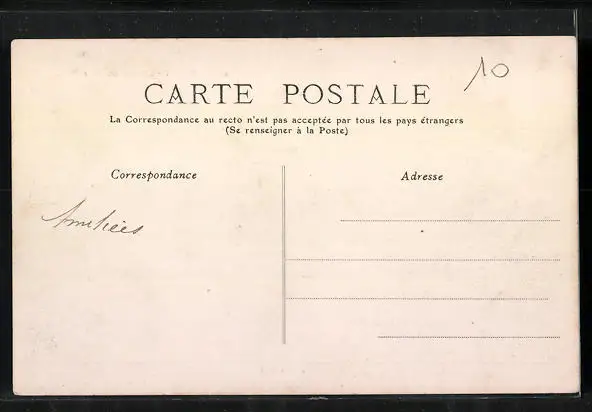 10
CARTE POSTALE
La Correspondance au recto n'est pas acceptée par tous les pays étrangers
(Se renseigner à la Poste)
Correspondance
Adresse